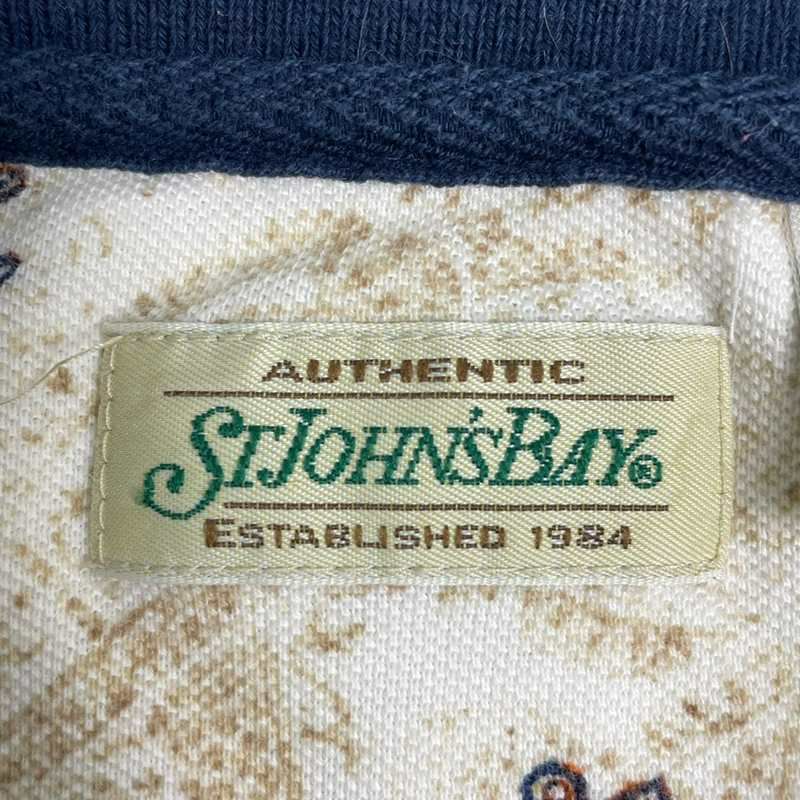 AUTHENTIC
ST.JOHN'S BAY®
ESTABLISHED 1984